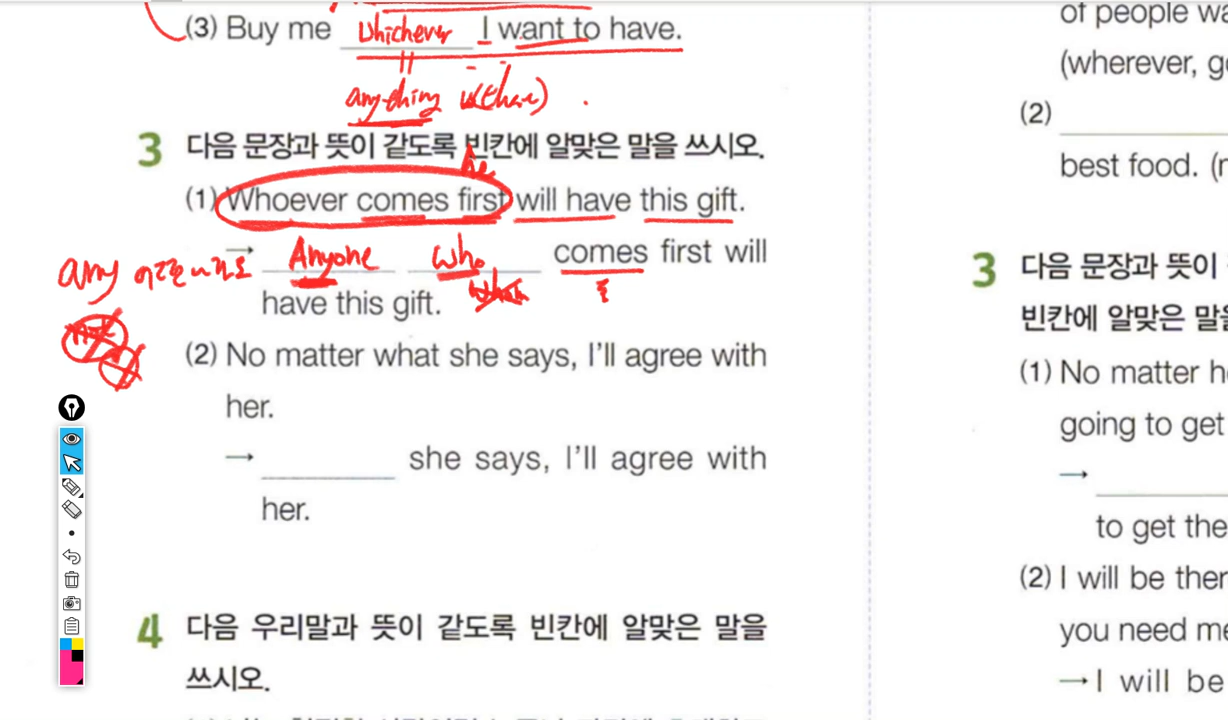 (3) Buy me whichever I want to have.
anything
3 다음 문장과 뜻이 같도록 빈칸에 알맞은 말을 쓰시오.
he
(1) Whoever comes first will have this gift.
→ Anyone who comes first will
any
have this gift.
(2) No matter what she says, I'll agree with
her.
→ ________ she says, I'll agree with
her.
4 다음 우리말과 뜻이 같도록 빈칸에 알맞은 말을
쓰시오.
of people wa
(wherever, g
(2)
best food. (
3 다음 문장과 뜻이
빈칸에 알맞은 말을
(1) No matter h
going to get
→
to get the
(2) I will be ther
you need me
→ I will be